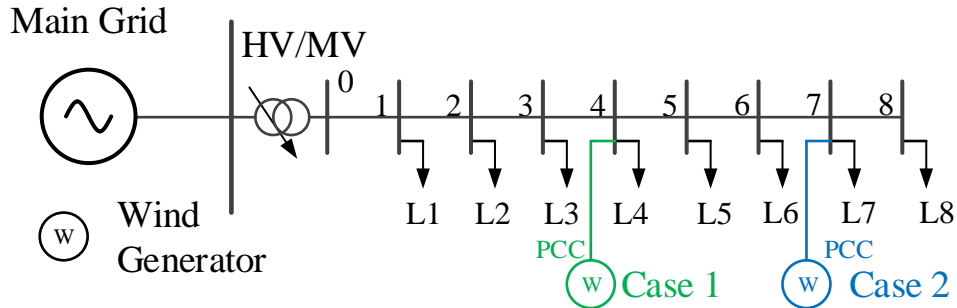 Main Grid
HV/MV
0
1 2 3 4 5 6 7 8
L1 L2 L3 L4 L5 L6 L7 L8
W Wind
Generator
PCC PCC
W Case 1 W Case 2